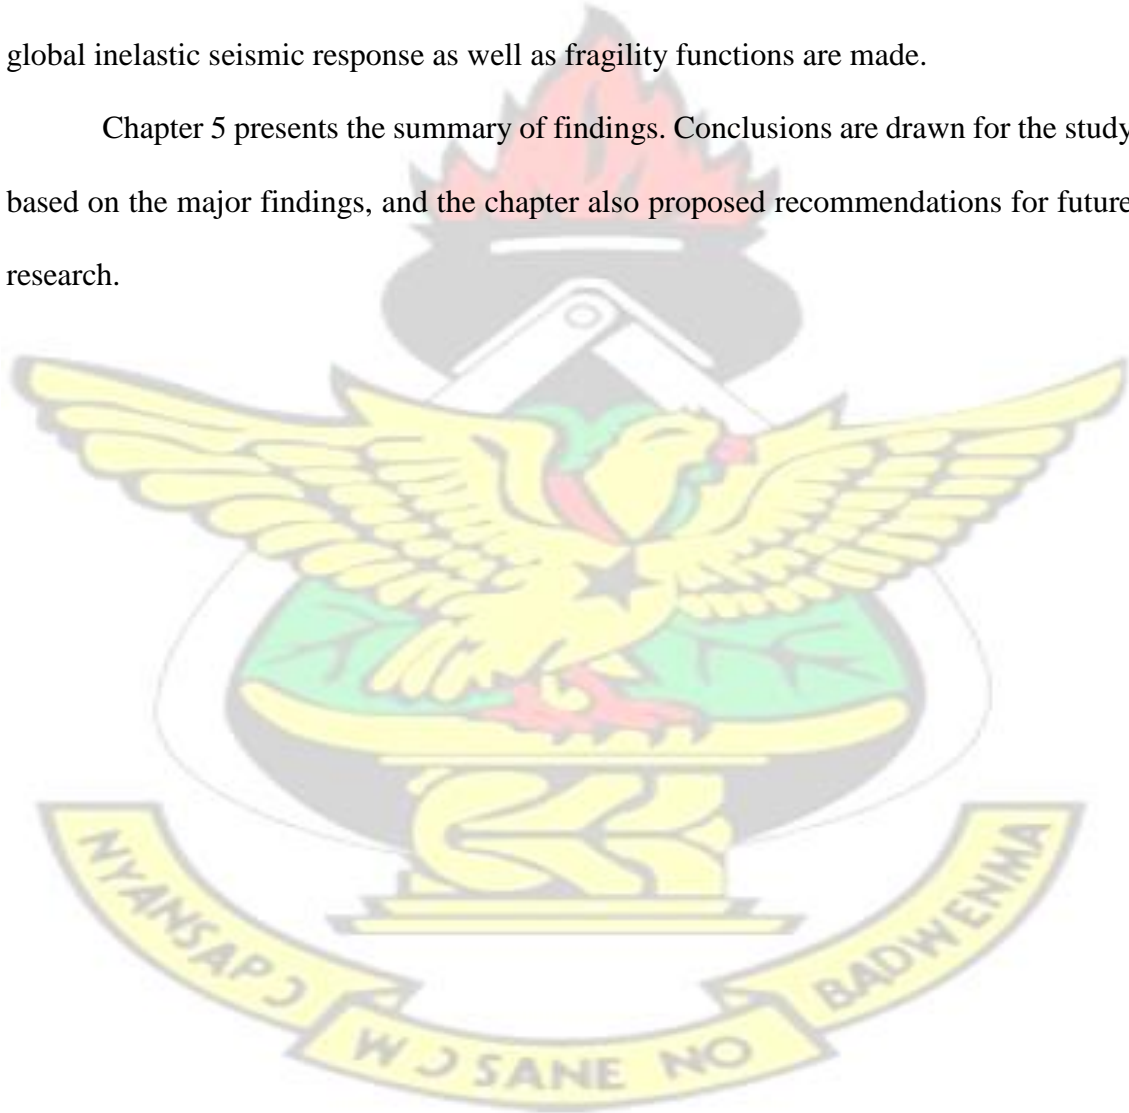 global inelastic seismic response as well as fragility functions are made.
Chapter 5 presents the summary of findings. Conclusions are drawn for the study
based on the major findings, and the chapter also proposed recommendations for future
research.
NYANSAPƆ
WƆSANE NO
BADWENMA